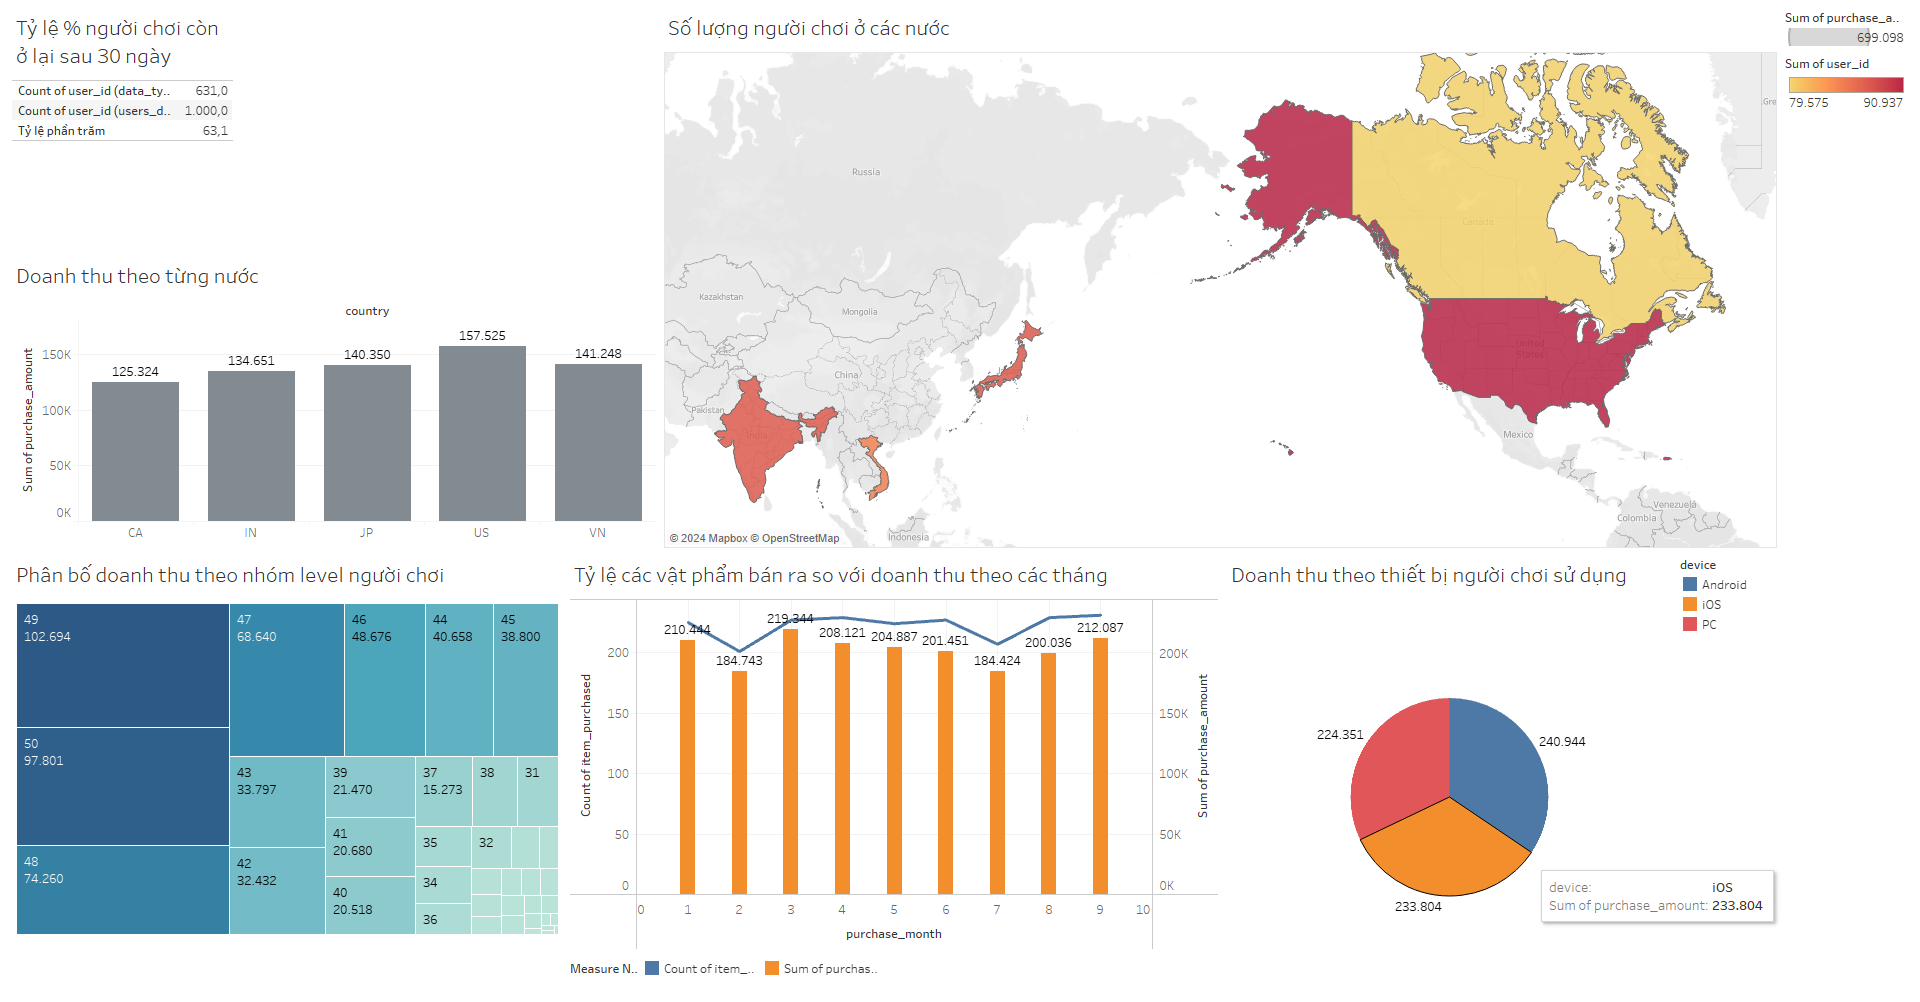 Tỷ lệ % người chơi còn
ở lại sau 30 ngày
Count of user_id (data_ty.. 631,0
Count of user_id (users_d.. 1.000,0
Tỷ lệ phần trăm 63,1
Số lượng người chơi ở các nước
Russia
Kazakhstan
Mongolia
China
Pakistan
India
Indonesia
Canada
United
States
Mexico
Venezuela
Colombia
Gre
© 2024 Mapbox © OpenStreetMap
Sum of purchase_a..
699.098
Sum of user_id
79.575 90.937
Doanh thu theo từng nước
country
Sum of purchase_amount
150K
100K
50K
0K
125.324
134.651
140.350
157.525
141.248
CA IN JP US VN
Phân bố doanh thu theo nhóm level người chơi
49
102.694
50
97.801
48
74.260
47
68.640
46
48.676
44
40.658
45
38.800
43
33.797
42
32.432
39
21.470
41
20.680
40
20.518
37
15.273
38
31
35
32
34
36
Tỷ lệ các vật phẩm bán ra so với doanh thu theo các tháng
Count of item_purchased
200
150
100
50
0
210.444
184.743
219.344
208.121
204.887
201.451
184.424
200.036
212.087
200K
150K
100K
50K
0K
Sum of purchase_amount
0 1 2 3 4 5 6 7 8 9 10
purchase_month
Measure N.. Count of item_.. Sum of purchas..
Doanh thu theo thiết bị người chơi sử dụng
device
Android
iOS
PC
224.351
240.944
233.804
device: iOS
Sum of purchase_amount: 233.804